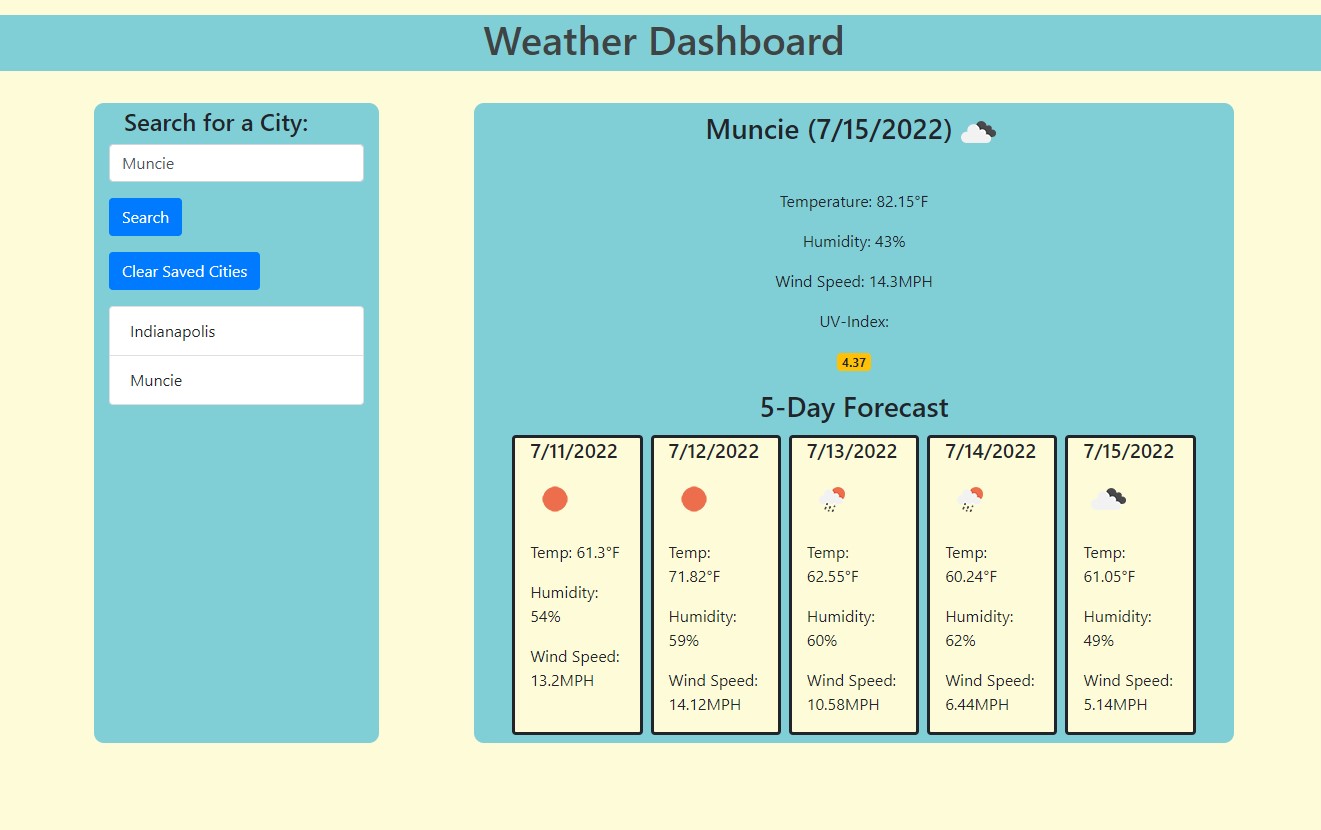 Weather Dashboard
Search for a City:
Muncie
Search
Clear Saved Cities
Indianapolis
Muncie
Muncie (7/15/2022)
Temperature: 82.15°F
Humidity: 43%
Wind Speed: 14.3MPH
UV-Index:
4.37
5-Day Forecast
7/11/2022
Temp: 61.3°F
Humidity:
54%
Wind Speed:
13.2MPH
7/12/2022
Temp:
71.82°F
Humidity:
59%
Wind Speed:
14.12MPH
7/13/2022
Temp:
62.55°F
Humidity:
60%
Wind Speed:
10.58MPH
7/14/2022
Temp:
60.24°F
Humidity:
62%
Wind Speed:
6.44MPH
7/15/2022
Temp:
61.05°F
Humidity:
49%
Wind Speed:
5.14MPH